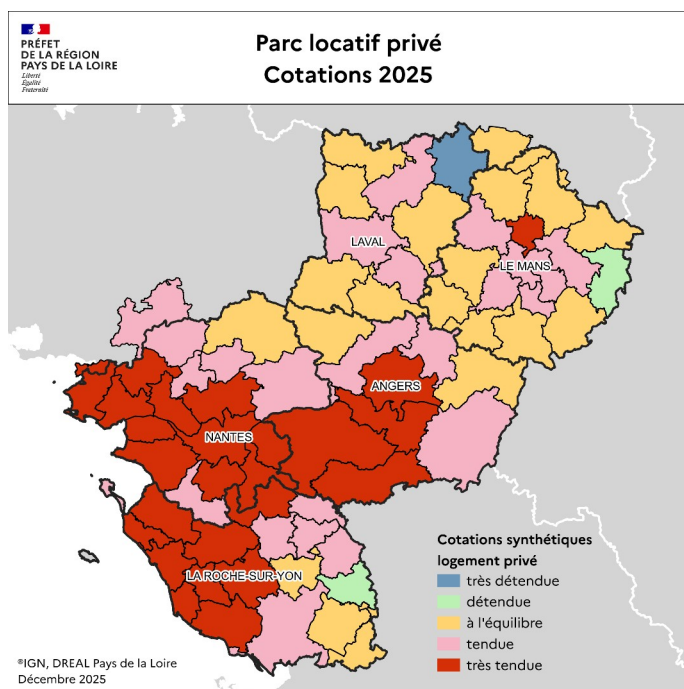 PRÉFET
DE LA RÉGION
PAYS DE LA LOIRE
Liberté
Égalité
Fraternité
Parc locatif privé
Cotations 2025
LAVAL
LE MANS
ANGERS
NANTES
LA ROCHE-SUR-YON
Cotations synthétiques
logement privé
très détendue
détendue
à l'équilibre
tendue
très tendue
®IGN, DREAL Pays de la Loire
Décembre 2025